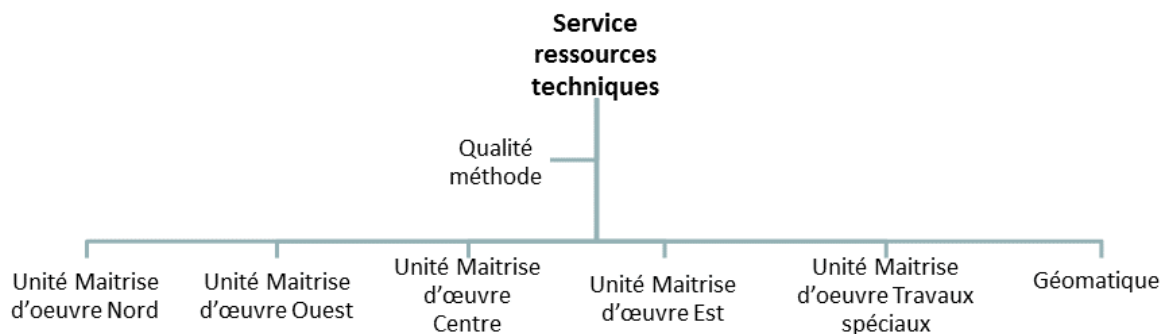 Service
ressources
techniques
Qualité
méthode
Unité Maitrise
d'oeuvre Nord
Unité Maitrise
d'œuvre Ouest
Unité Maitrise
d'œuvre
Centre
Unité Maitrise
d'œuvre Est
Unité Maitrise
d'oeuvre Travaux
spéciaux
Géomatique